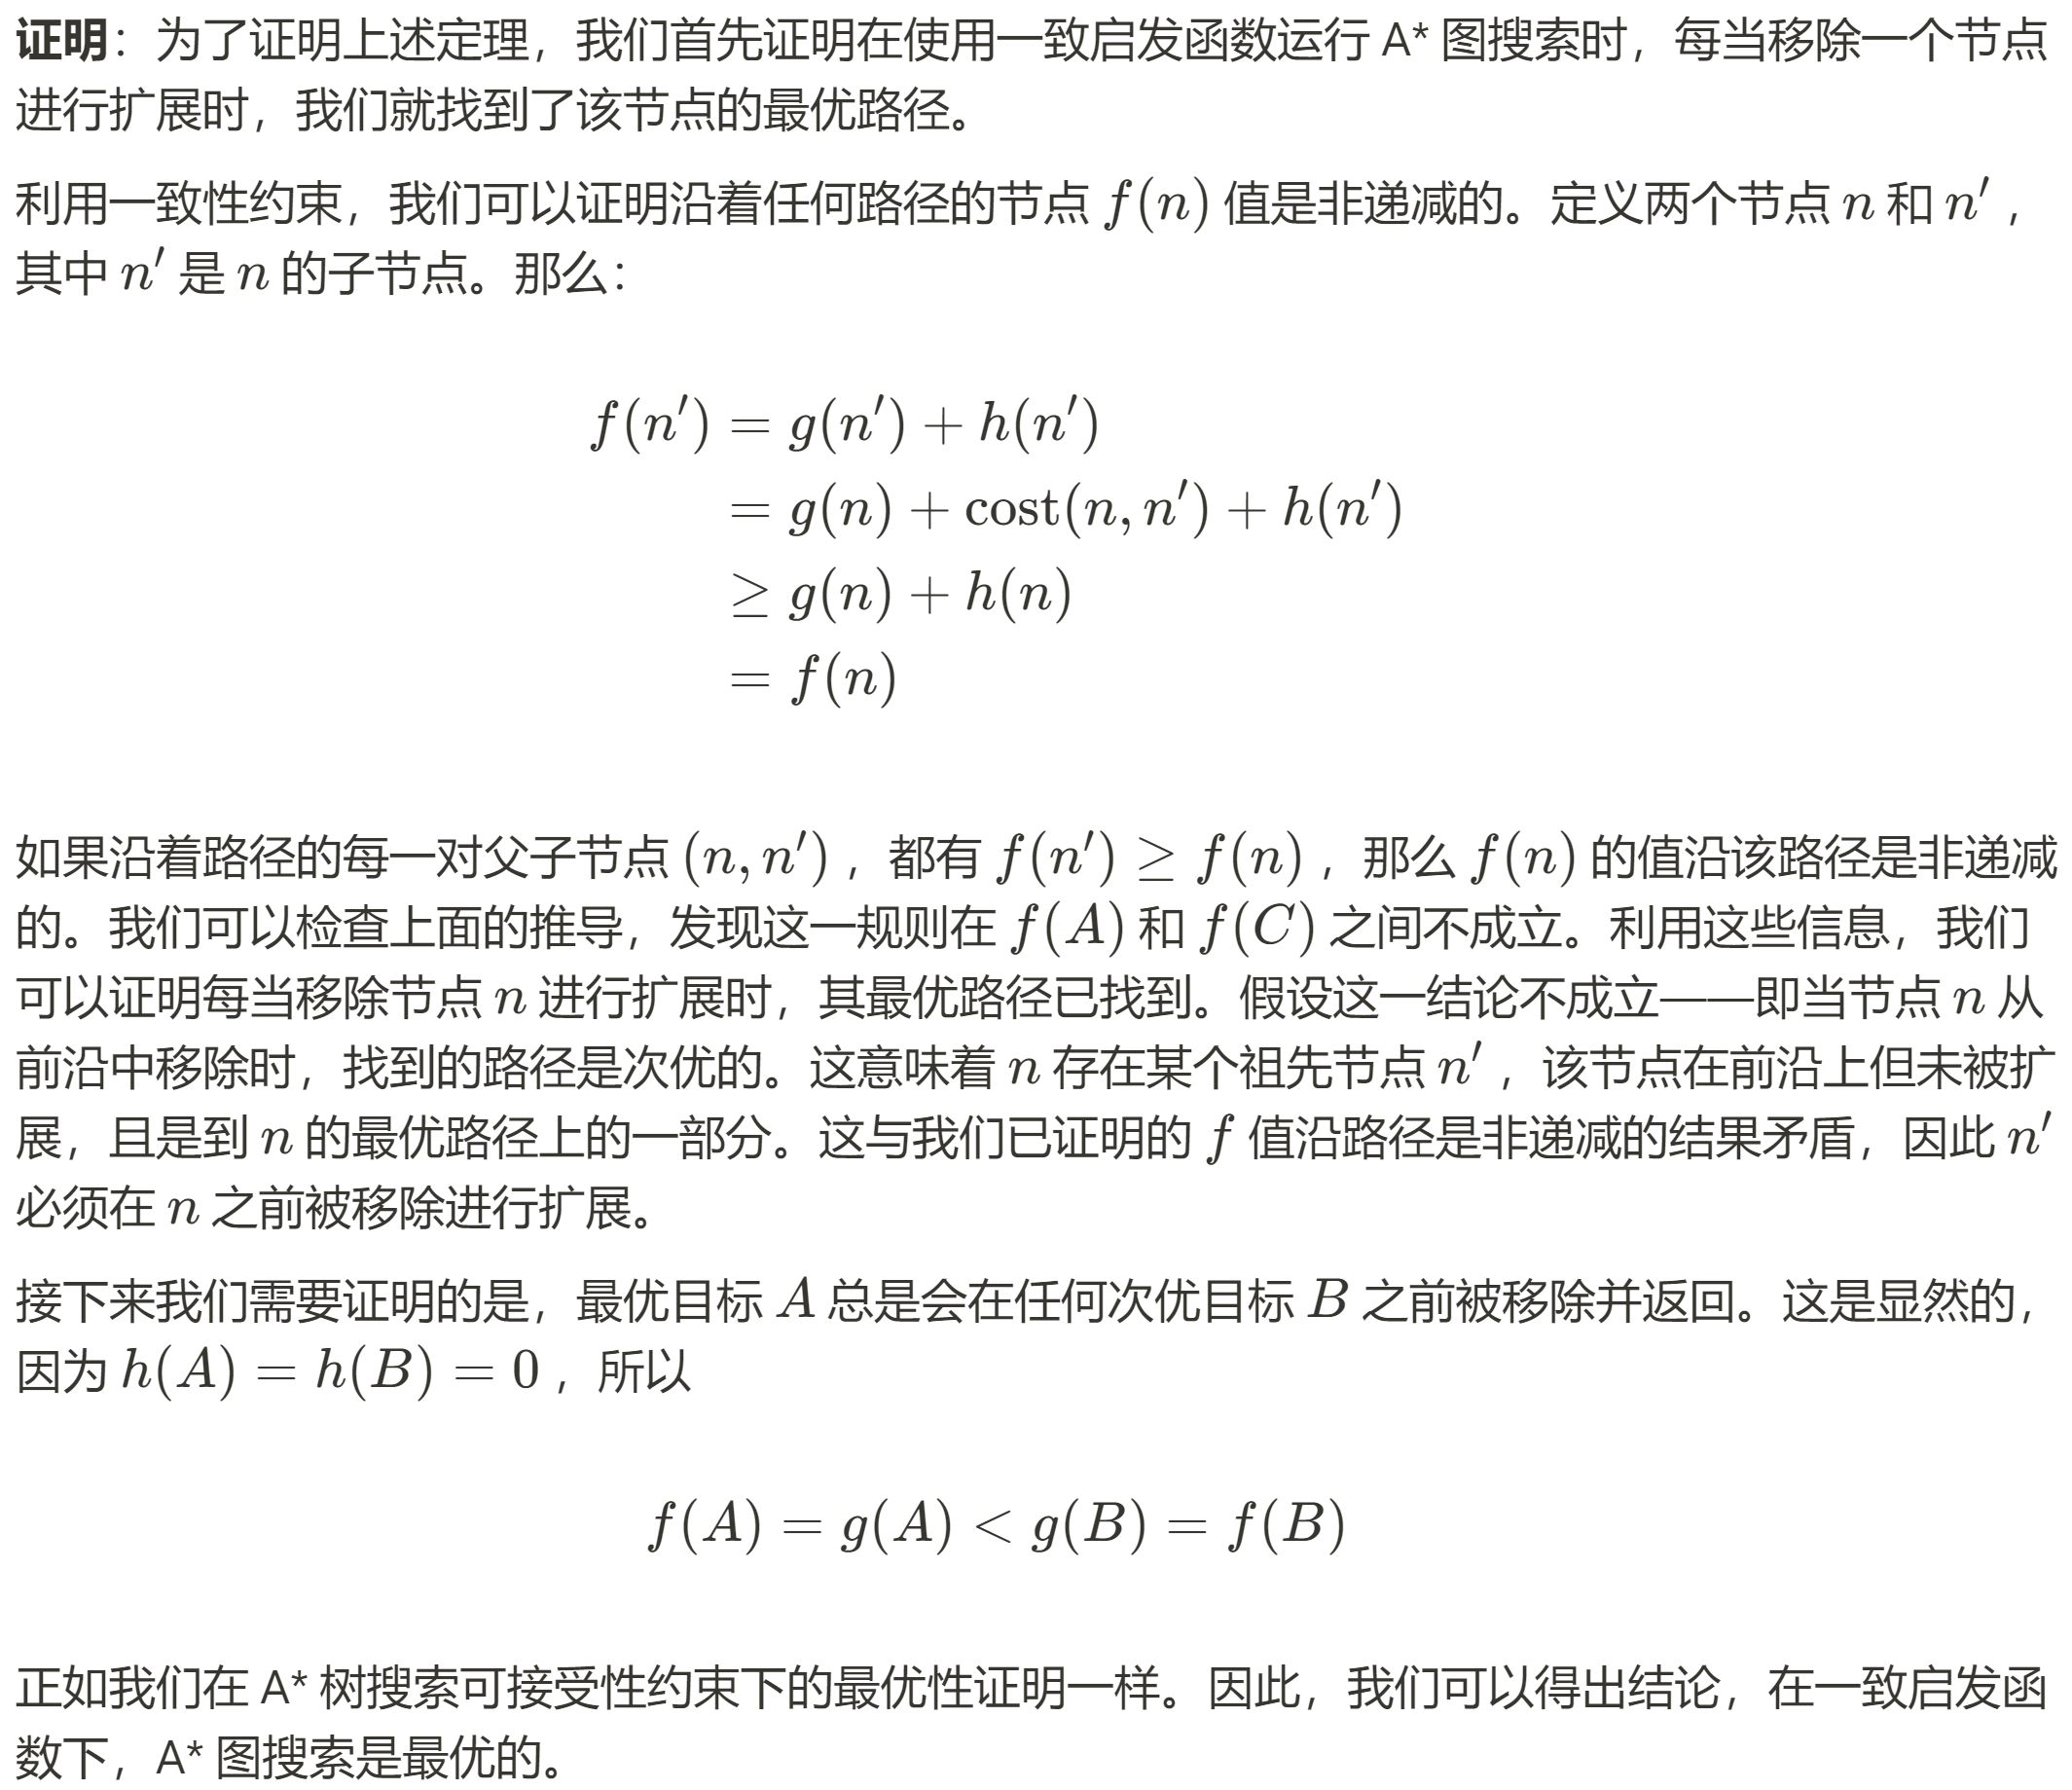 证明：为了证明上述定理，我们首先证明在使用一致启发函数运行 A* 图搜索时，每当移除一个节点
进行扩展时，我们就找到了该节点的最优路径。
利用一致性约束，我们可以证明沿着任何路径的节点 f(n) 值是非递减的。定义两个节点 n 和 n′，
其中 n′ 是 n 的子节点。那么：
f(n′) = g(n′) + h(n′)
= g(n) + cost(n, n′) + h(n′)
≥ g(n) + h(n)
= f(n)
如果沿着路径的每一对父子节点 (n, n′)，都有 f(n′) ≥ f(n)，那么 f(n) 的值沿该路径是非递减
的。我们可以检查上面的推导，发现这一规则在 f(A) 和 f(C) 之间不成立。利用这些信息，我们
可以证明每当移除节点 n 进行扩展时，其最优路径已找到。假设这一结论不成立——即当节点 n 从
前沿中移除时，找到的路径是次优的。这意味着 n 存在某个祖先节点 n′，该节点在前沿上但未被扩
展，且是到 n 的最优路径上的一部分。这与我们已证明的 f 值沿路径是非递减的结果矛盾，因此 n′
必须在 n 之前被移除进行扩展。
接下来我们需要证明的是，最优目标 A 总是会在任何次优目标 B 之前被移除并返回。这是显然的，
因为 h(A) = h(B) = 0，所以
f(A) = g(A) < g(B) = f(B)
正如我们在 A* 树搜索可接受性约束下的最优性证明一样。因此，我们可以得出结论，在一致启发函
数下，A* 图搜索是最优的。